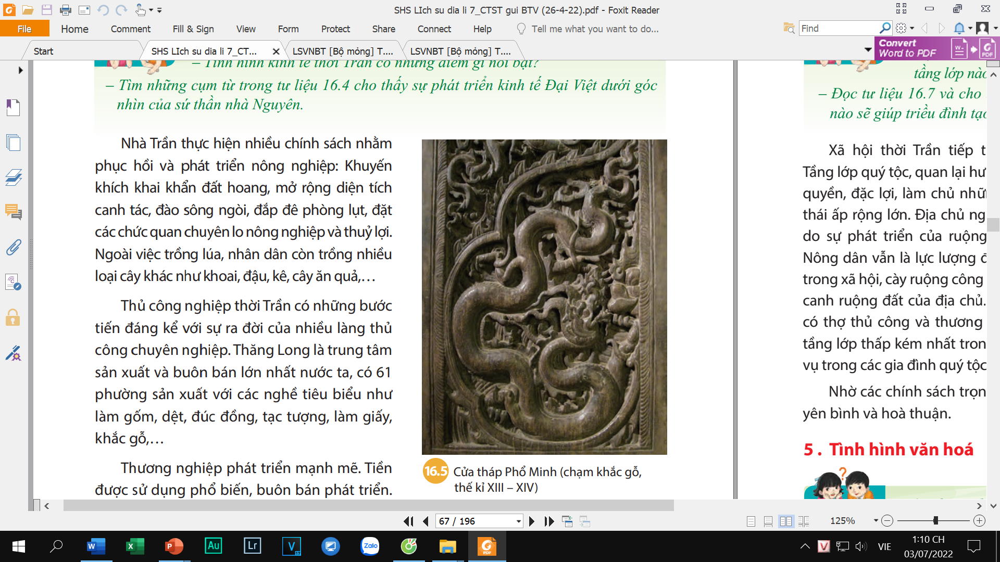 SHS LIch su dia li 7_CTST gui BTV (26-4-22).pdf - Foxit Reader
File
Home
Comment
Fill & Sign
View
Form
Protect
Share
Connect
Help
Tell me what you want to do...
Find
Start
SHS LIch su dia li 7_CT...
LSVNBT [Bộ mỏng] T....
LSVNBT [Bộ mỏng] T....
Convert
Word to PDF
– Tình hình kinh tế thời Trần có những điểm gì nổi bật?
– Tìm những cụm từ trong tư liệu 16.4 cho thấy sự phát triển kinh tế Đại Việt dưới góc
nhìn của sứ thần nhà Nguyên.
Nhà Trần thực hiện nhiều chính sách nhằm
phục hồi và phát triển nông nghiệp: Khuyến
khích khai khẩn đất hoang, mở rộng diện tích
canh tác, đào sông ngòi, đắp đê phòng lụt, đặt
các chức quan chuyên lo nông nghiệp và thuỷ lợi.
Ngoài việc trồng lúa, nhân dân còn trồng nhiều
loại cây khác như khoai, đậu, kê, cây ăn quả,…
Thủ công nghiệp thời Trần có những bước
tiến đáng kể với sự ra đời của nhiều làng thủ
công chuyên nghiệp. Thăng Long là trung tâm
sản xuất và buôn bán lớn nhất nước ta, có 61
phường sản xuất với các nghề tiêu biểu như
làm gốm, dệt, đúc đồng, tạc tượng, làm giấy,
khắc gỗ,…
Thương nghiệp phát triển mạnh mẽ. Tiền
được sử dụng phổ biến, buôn bán phát triển.
16.5 Cửa tháp Phổ Minh (chạm khắc gỗ,
thế kỉ XIII – XIV)
tầng lớp nào
– Đọc tư liệu 16.7 và cho
nào sẽ giúp triều đình tạo
Xã hội thời Trần tiếp t
Tầng lớp quý tộc, quan lại hư
quyền, đặc lợi, làm chủ nhữ
thái ấp rộng lớn. Địa chủ ng
do sự phát triển của ruộng
Nông dân vẫn là lực lượng đ
trong xã hội, cày ruộng công
canh ruộng đất của địa chủ.
có thợ thủ công và thương
tầng lớp thấp kém nhất tron
vụ trong các gia đình quý tộc
Nhờ các chính sách trọn
yên bình và hoà thuận.
5 . Tình hình văn hoá
?
67 / 196
125%
Au
Lr
V
Zalo
PDF
VIE
1:10 CH
03/07/2022